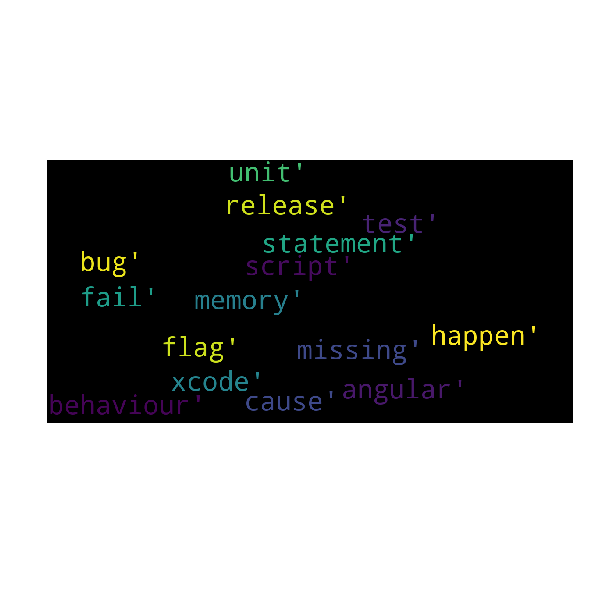 unit'
release'
test'
statement'
bug'
script'
fail'
memory'
happen'
flag'
missing'
xcode'
angular'
behaviour'
cause'